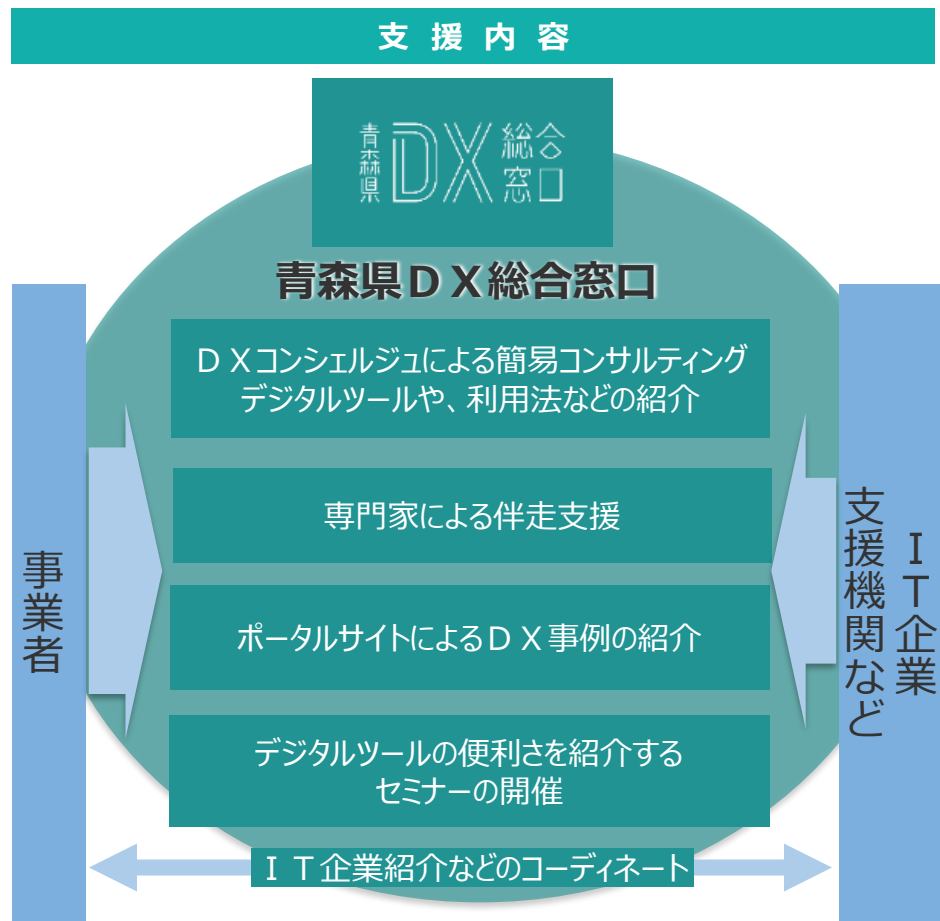 支援内容
青森県DX総合窓口
青森県DX総合窓口
DXコンシェルジュによる簡易コンサルティング
デジタルツールや、利用法などの紹介
専門家による伴走支援
ポータルサイトによるDX事例の紹介
デジタルツールの便利さを紹介する
セミナーの開催
IT企業紹介などのコーディネート
事業者
IT企業
支援機関など